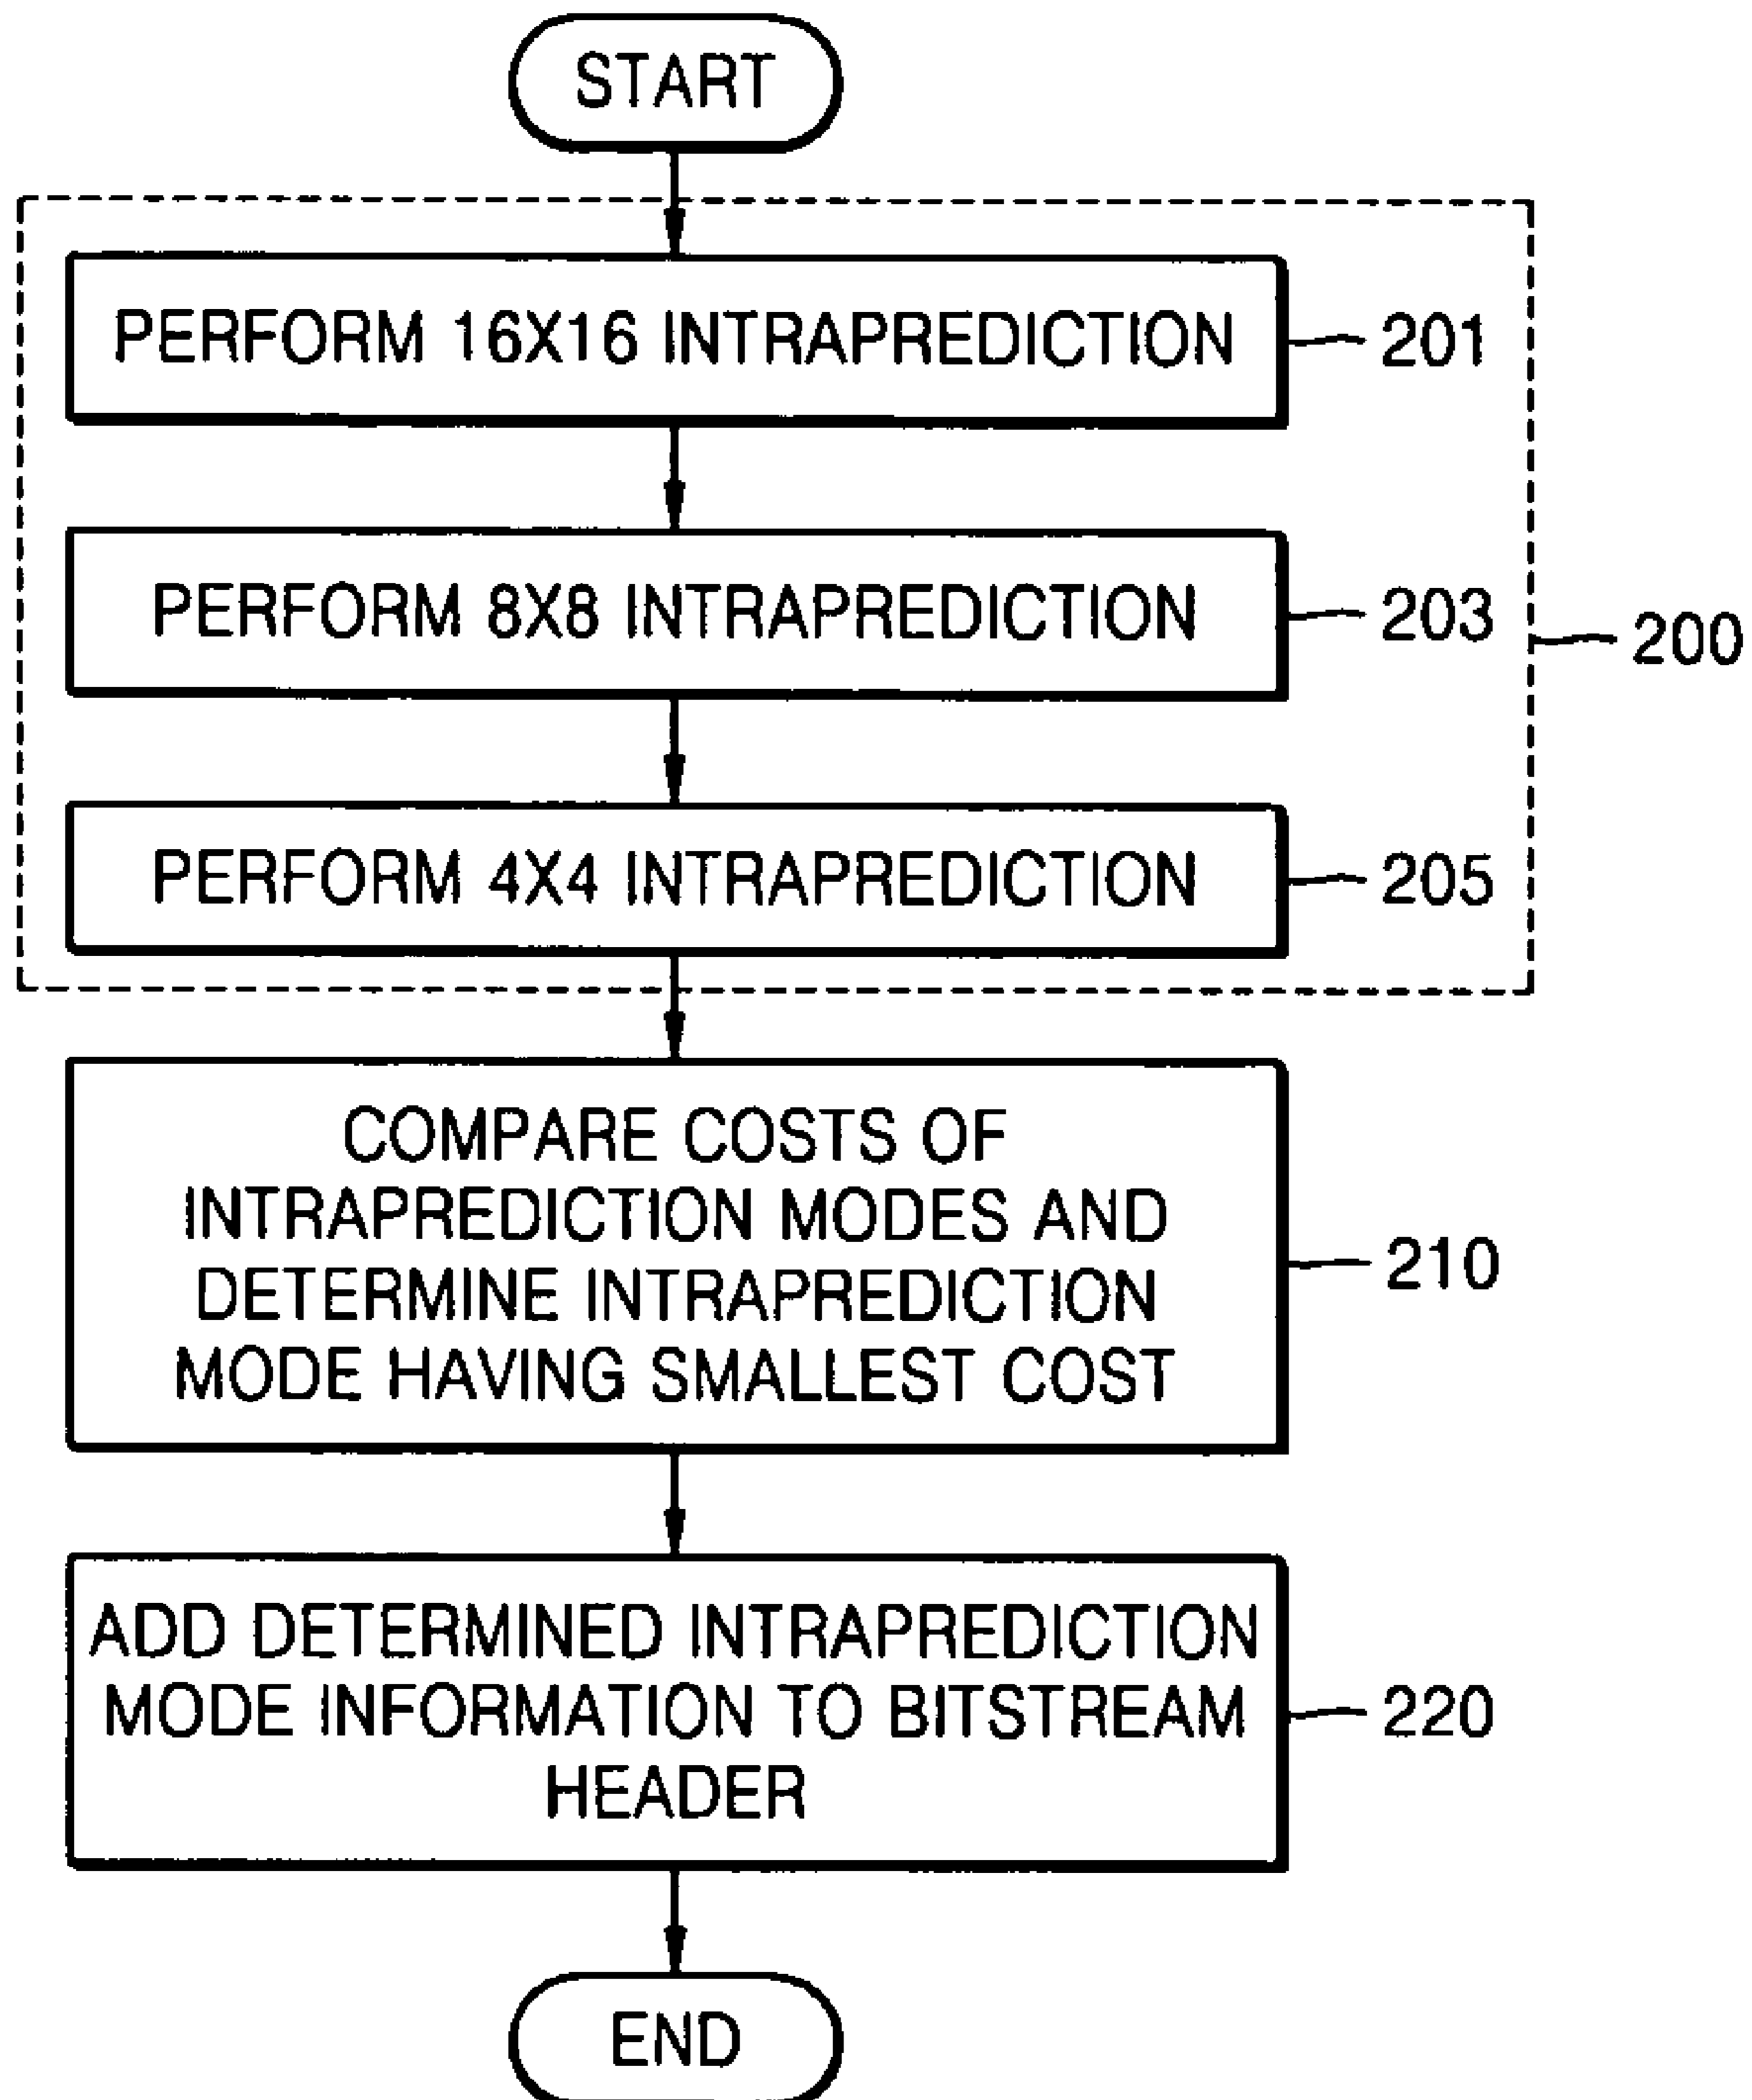 START
PERFORM 16X16 INTRAPREDICTION
201
PERFORM 8X8 INTRAPREDICTION
203
200
PERFORM 4X4 INTRAPREDICTION
205
COMPARE COSTS OF
INTRAPREDICTION MODES AND
DETERMINE INTRAPREDICTION
MODE HAVING SMALLEST COST
210
ADD DETERMINED INTRAPREDICTION
MODE INFORMATION TO BITSTREAM
HEADER
220
END